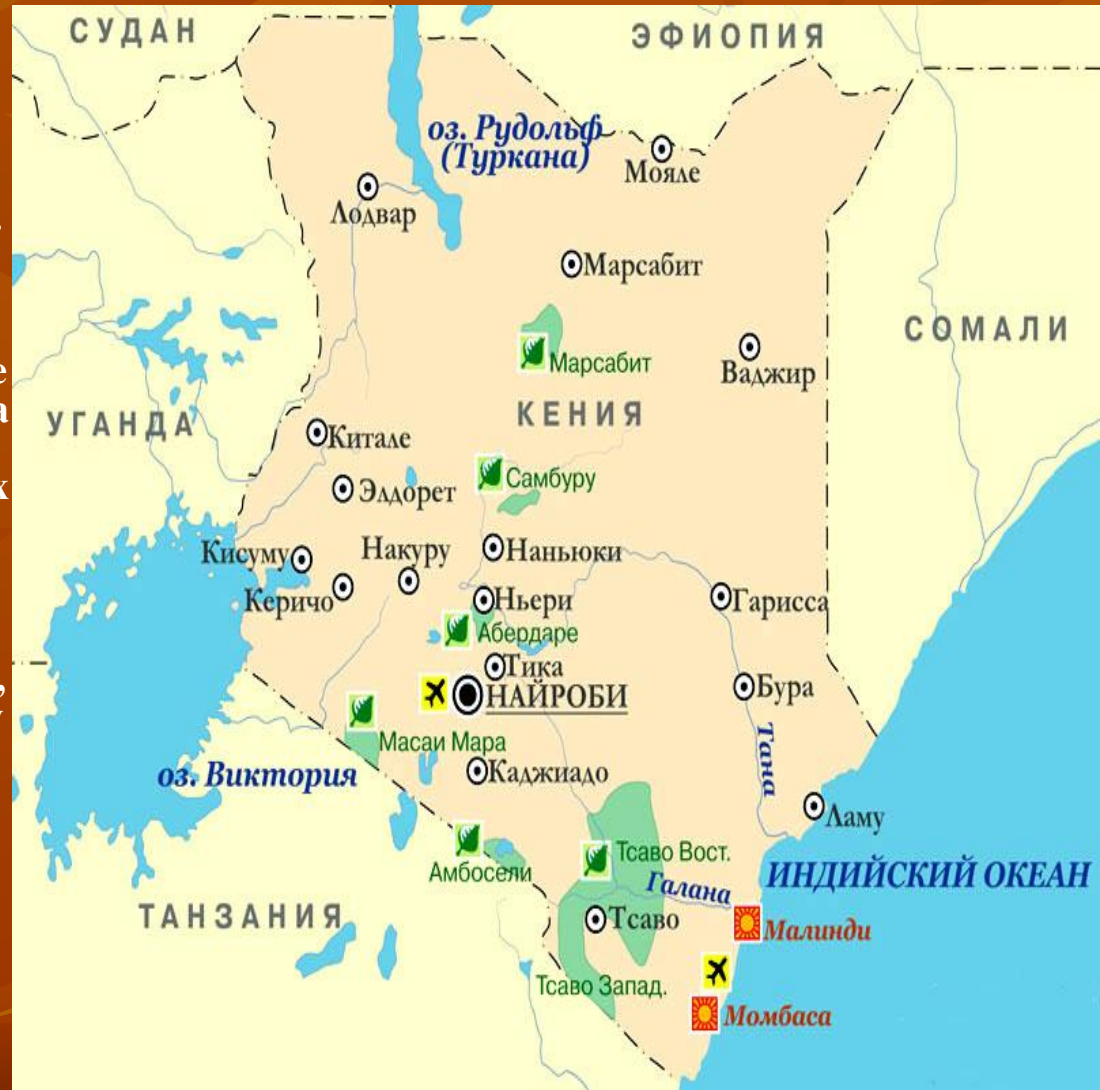 СУДАН
ЭФИОПИЯ
оз. Рудольф
(Туркана)
Мояле
Лодвар
Марсабит
СОМАЛИ
Марсабит
Ваджир
КЕНИЯ
УГАНДА
Китале
Самбуру
Элдорет
Кисуму
Накуру
Наньюки
Керичо
Ньери
Гарисса
Абердаре
Тика
НАЙРОБИ
Бура
Масаи Мара
Тана
оз. Виктория
Каджиадо
Ламу
Тсаво Вост.
Амбосели
Галана
ИНДИЙСКИЙ ОКЕАН
ТАНЗАНИЯ
Тсаво
Малинди
Тсаво Запад.
Момбаса